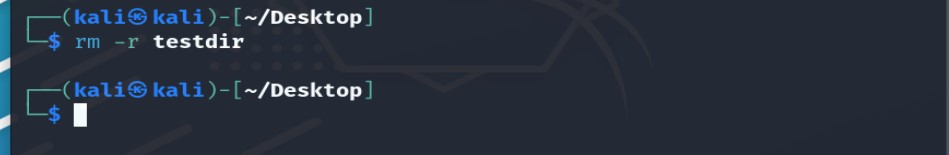 ┌──(kali㉿kali)-[~/Desktop]
└─$ rm -r testdir
┌──(kali㉿kali)-[~/Desktop]
└─$